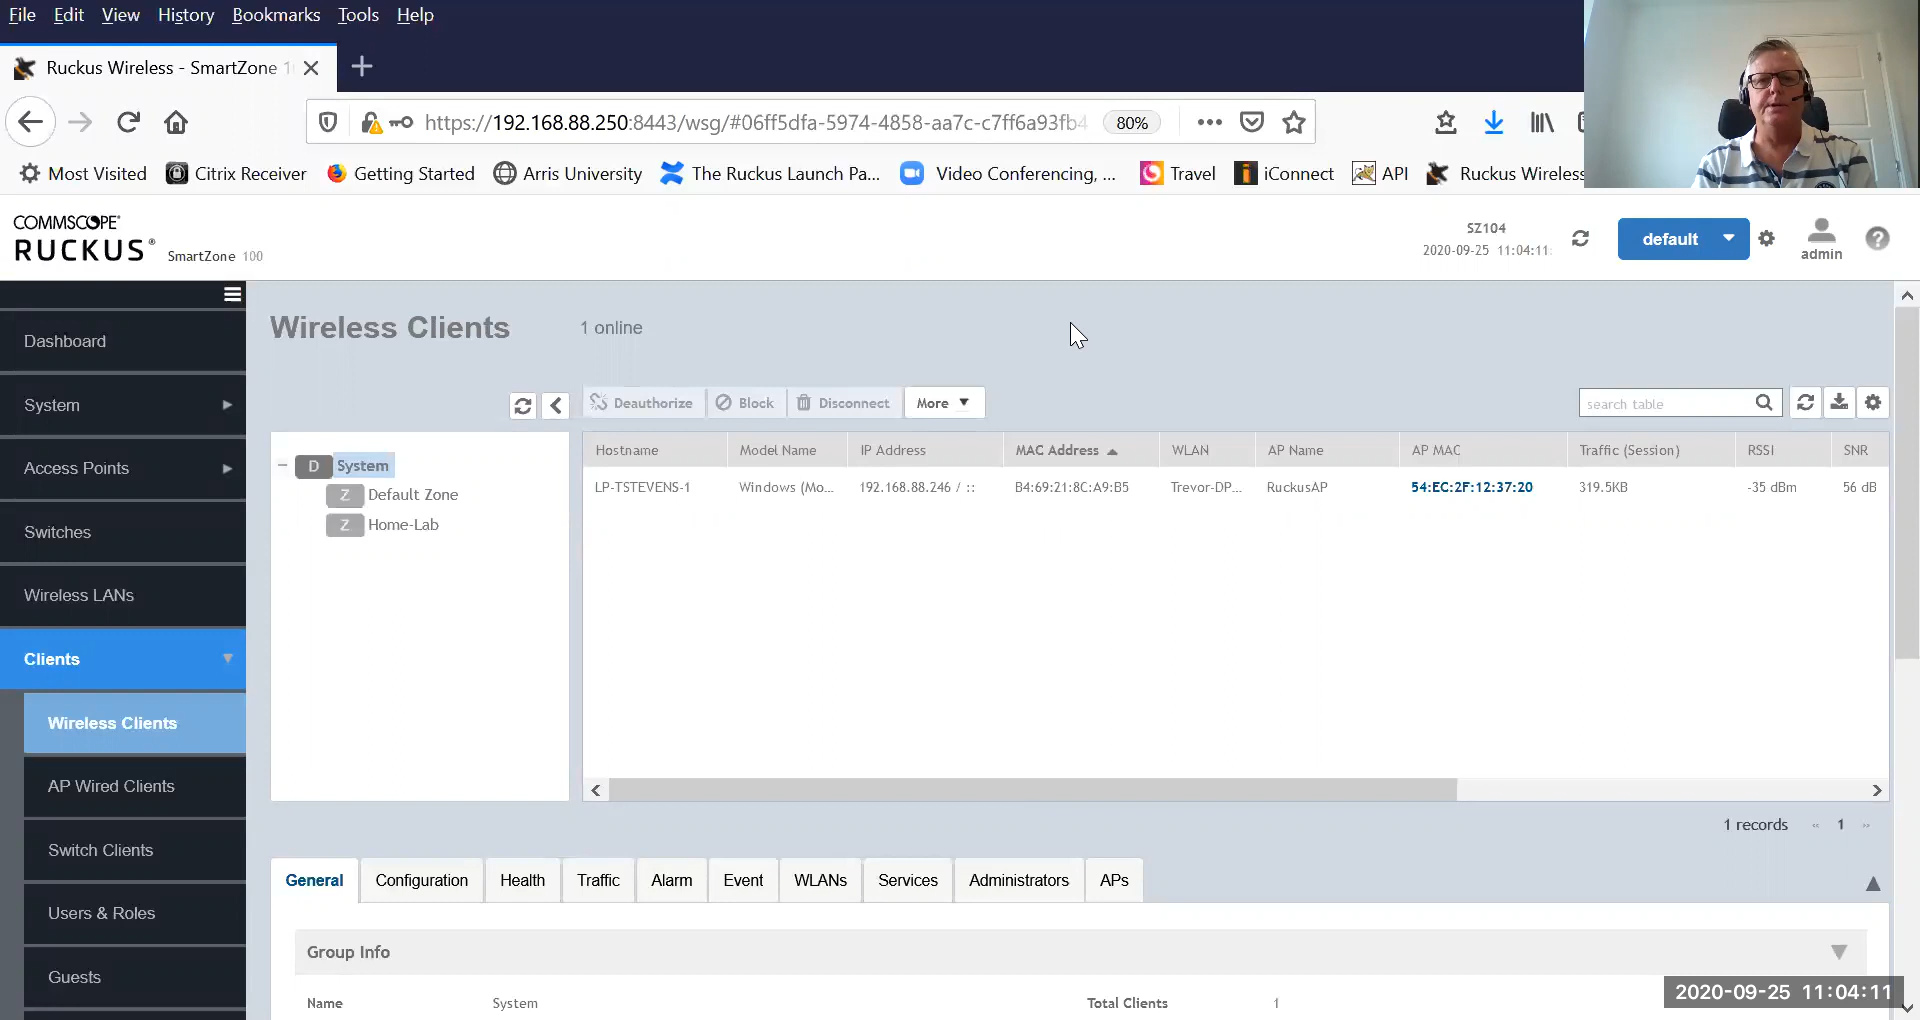 File Edit View History Bookmarks Tools Help
Ruckus Wireless - SmartZone 1
https://192.168.88.250:8443/wsg/#06ff5dfa-5974-4858-aa7c-c7ff6a93fb4 80%
Most Visited Citrix Receiver Getting Started Arris University The Ruckus Launch Pa... Video Conferencing, ... Travel iConnect API Ruckus Wireless
COMMSCOPE®
RUCKUS® SmartZone 100
SZ104
2020-09-25 11:04:11
default
admin
Dashboard
System
Access Points
Switches
Wireless LANs
Clients
Wireless Clients
AP Wired Clients
Switch Clients
Users & Roles
Guests
Wireless Clients 1 online
Deauthorize Block Disconnect More search table
D System
Z Default Zone
Z Home-Lab
Hostname Model Name IP Address MAC Address WLAN AP Name AP MAC Traffic (Session) RSSI SNR
LP-TSTEVENS-1 Windows (Mo... 192.168.88.246 / :: B4:69:21:8C:A9:B5 Trevor-DP... RuckusAP 54:EC:2F:12:37:20 319.5KB -35 dBm 56 dB
1 records « 1 »
General Configuration Health Traffic Alarm Event WLANs Services Administrators APs
Group Info
Name System Total Clients 1
2020-09-25 11:04:11